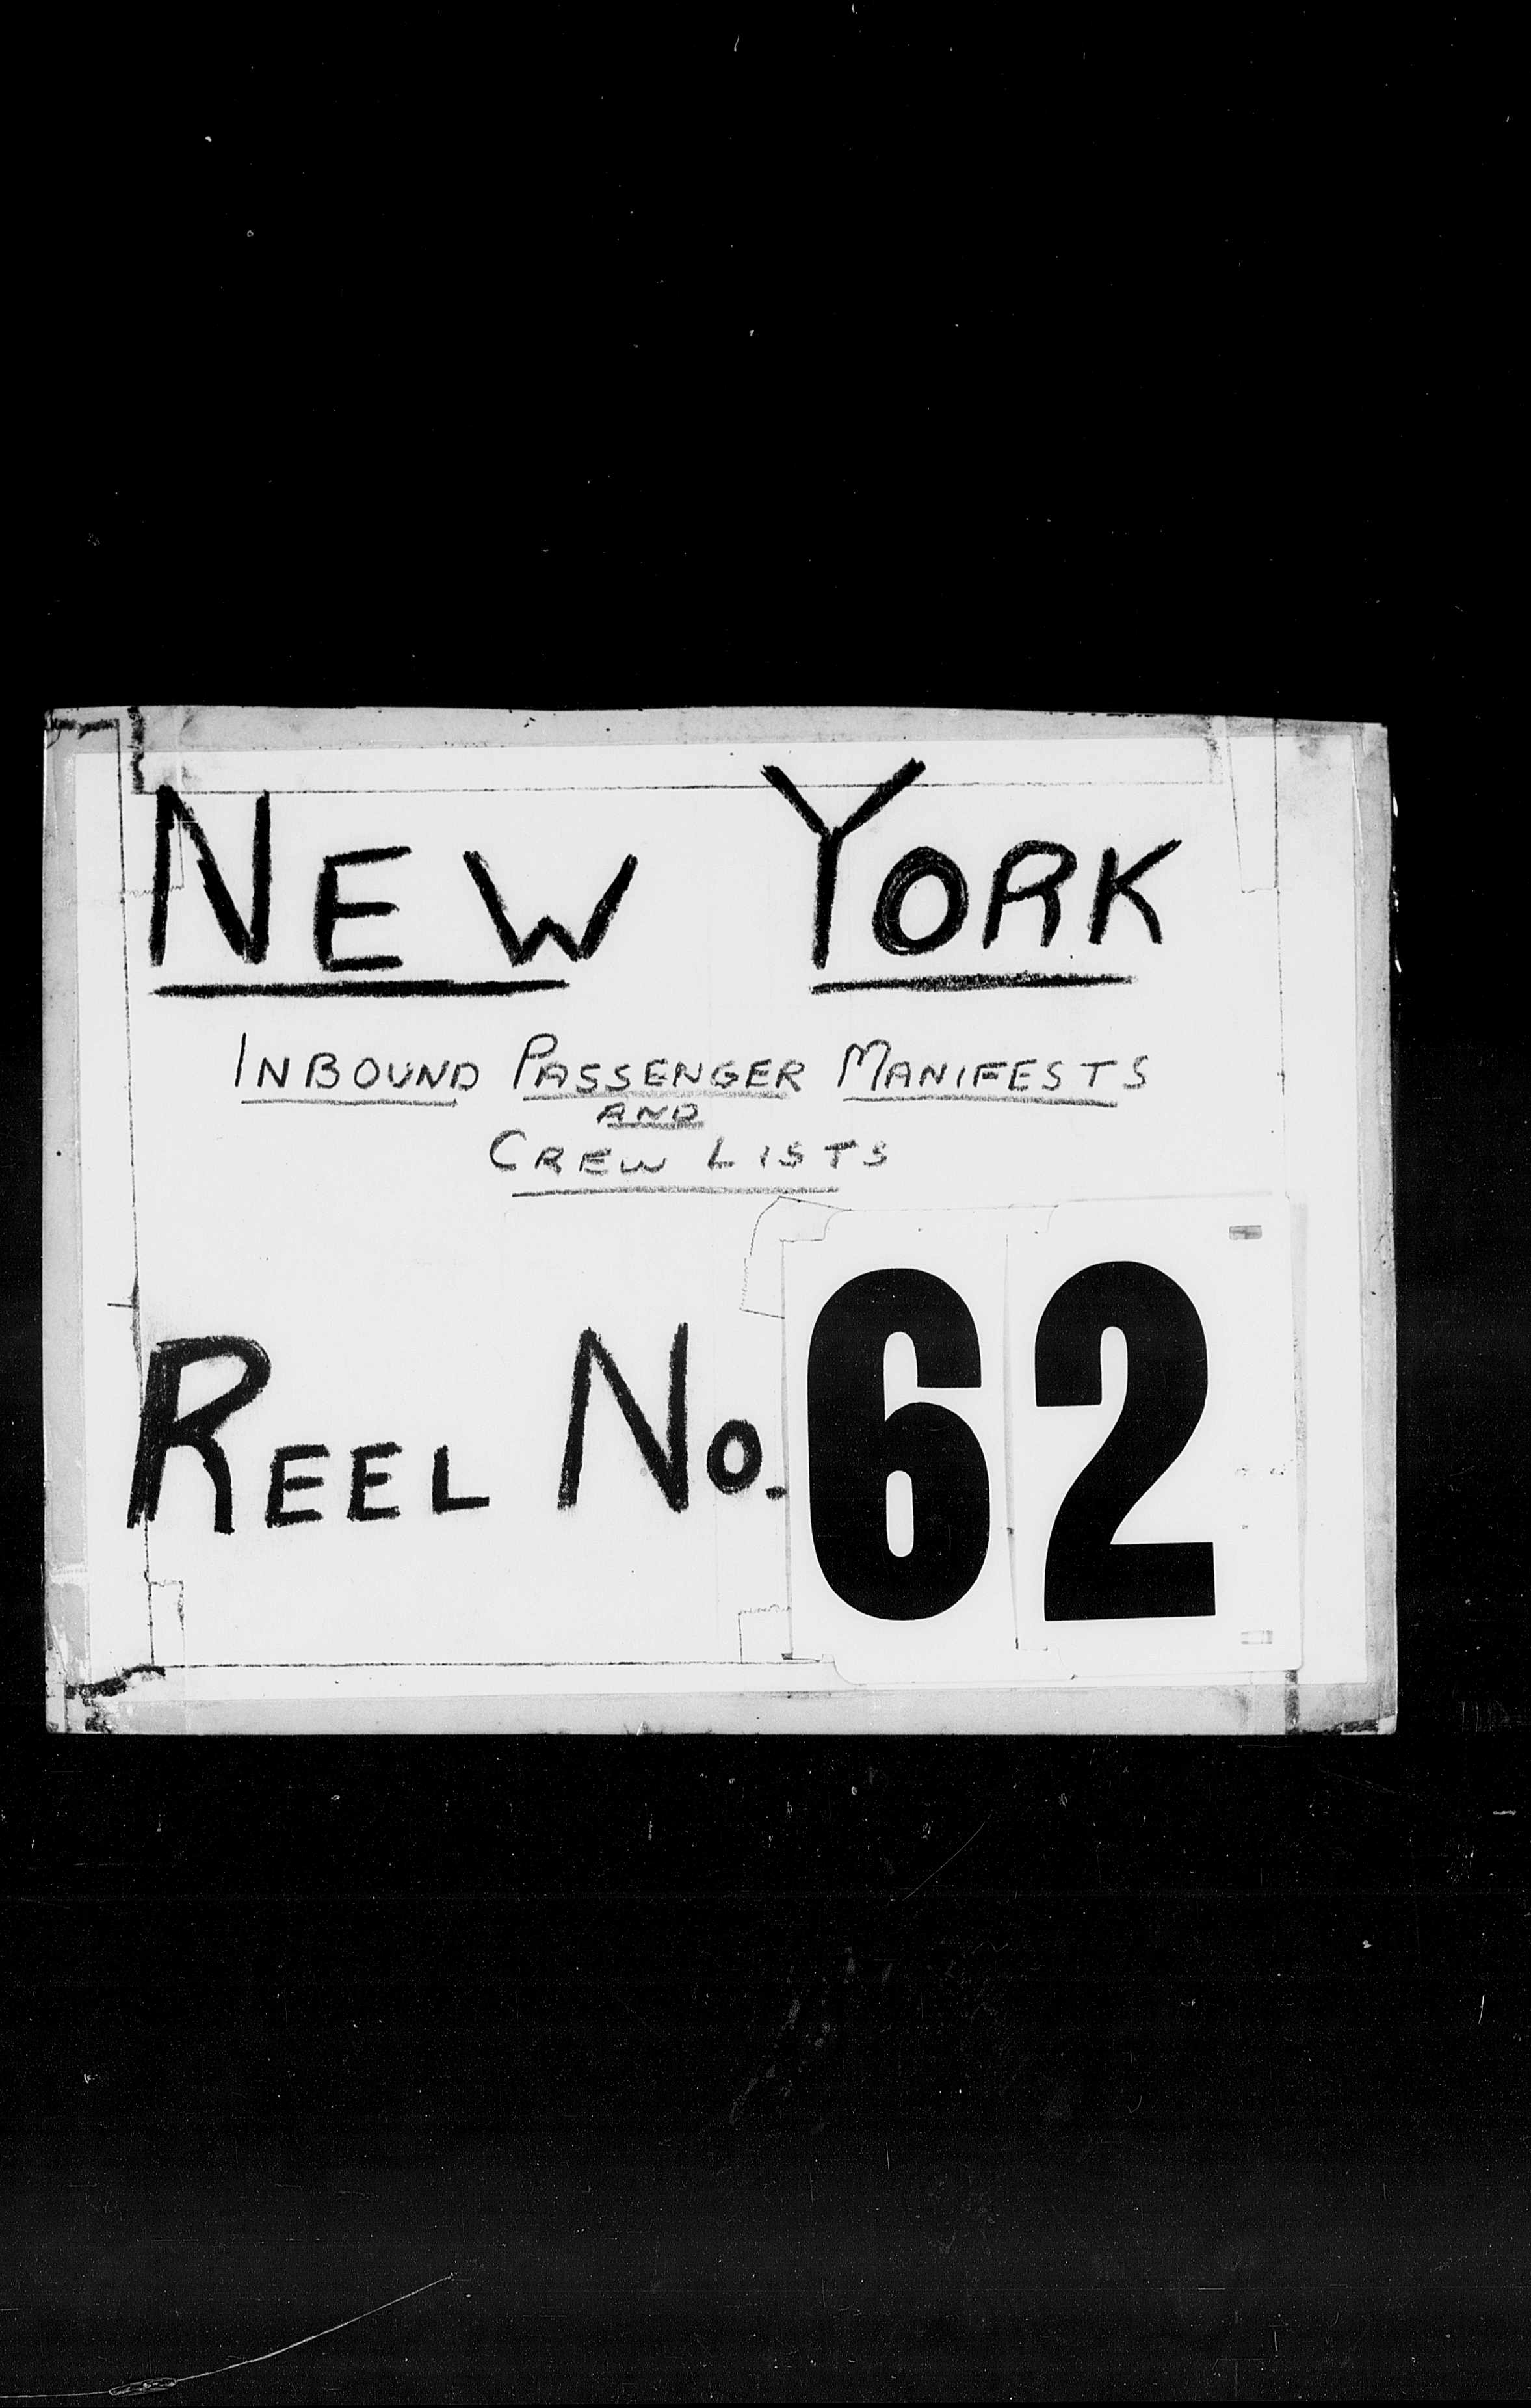 NEW YORK
INBOUND PASSENGER MANIFESTS
AND
CREW LISTS
REEL No. 62